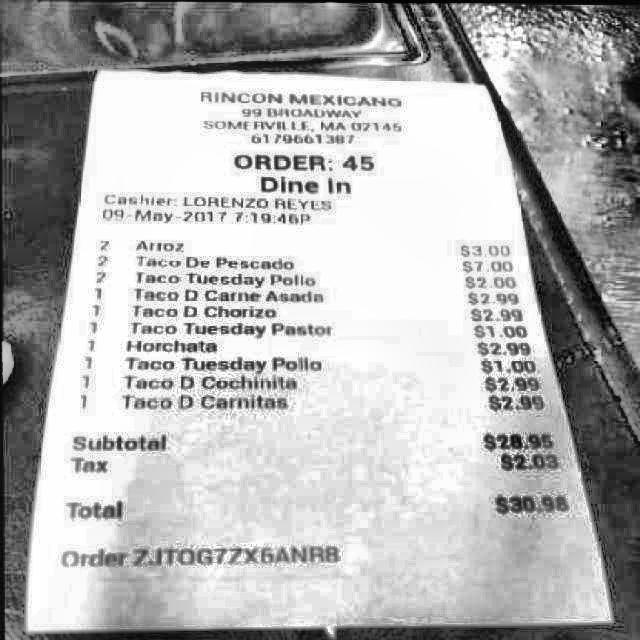 RINCON MEXICANO
99 BROADWAY
SOMERVILLE, MA 02145
6179661387
ORDER: 45
Dine In
Cashier: LORENZO REYES
09-May-2017 7:19:46P
2 Arroz $3.00
2 Taco De Pescado $7.00
2 Taco Tuesday Pollo $2.00
1 Taco D Carne Asada $2.99
1 Taco D Chorizo $2.99
1 Taco Tuesday Pastor $1.00
1 Horchata $2.99
1 Taco Tuesday Pollo $1.00
1 Taco D Cochinita $2.99
1 Taco D Carnitas $2.99
Subtotal $28.95
Tax $2.03
Total $30.98
Order ZJTOG7ZX6ANR8